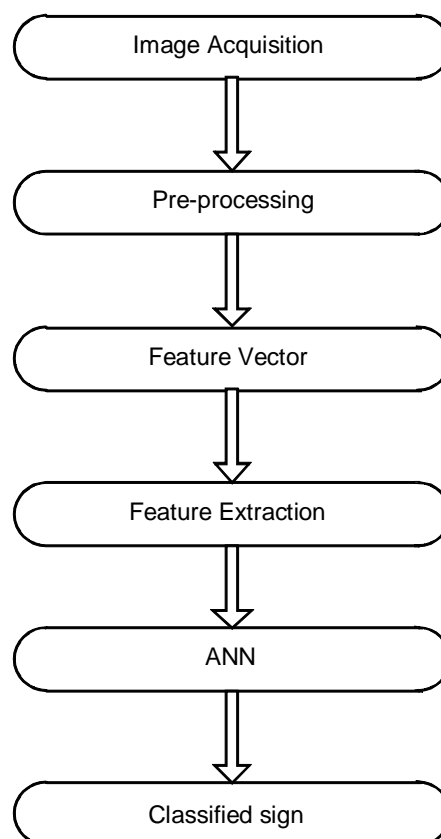 Image Acquisition
Pre-processing
Feature Vector
Feature Extraction
ANN
Classified sign